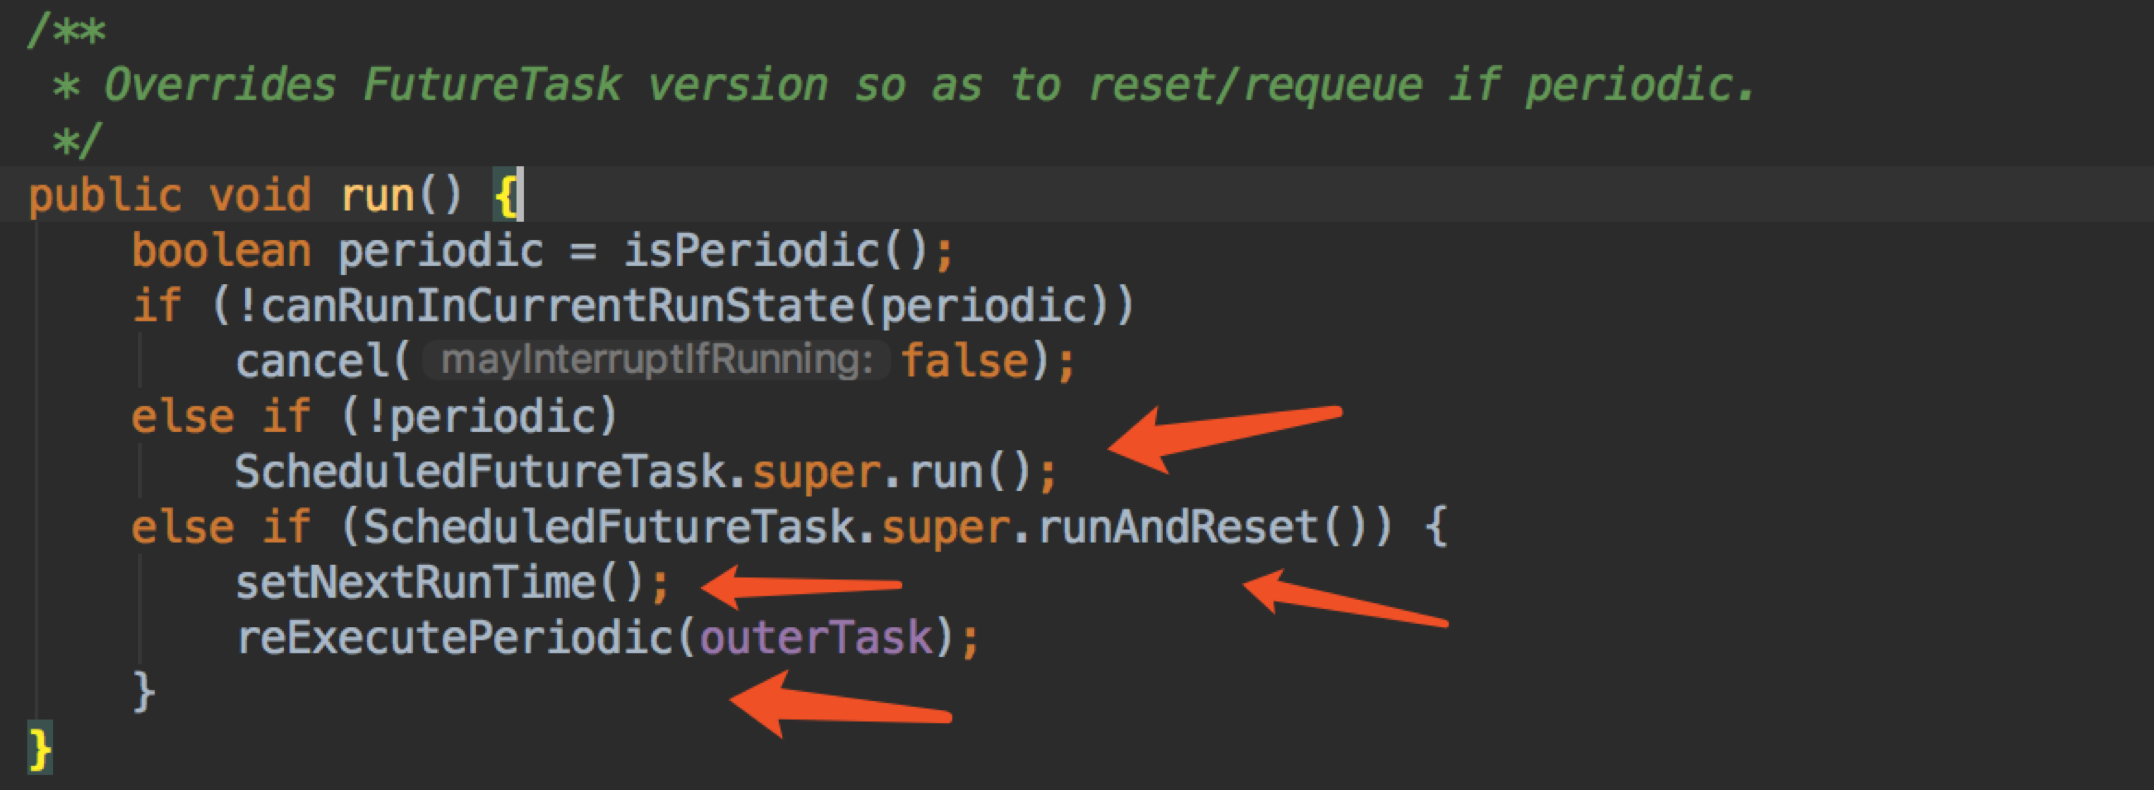 /**
 * Overrides FutureTask version so as to reset/requeue if periodic.
 */
public void run() {
    boolean periodic = isPeriodic();
    if (!canRunInCurrentRunState(periodic))
        cancel( mayInterruptIfRunning: false);
    else if (!periodic)
        ScheduledFutureTask.super.run();
    else if (ScheduledFutureTask.super.runAndReset()) {
        setNextRunTime();
        reExecutePeriodic(outerTask);
    }
}